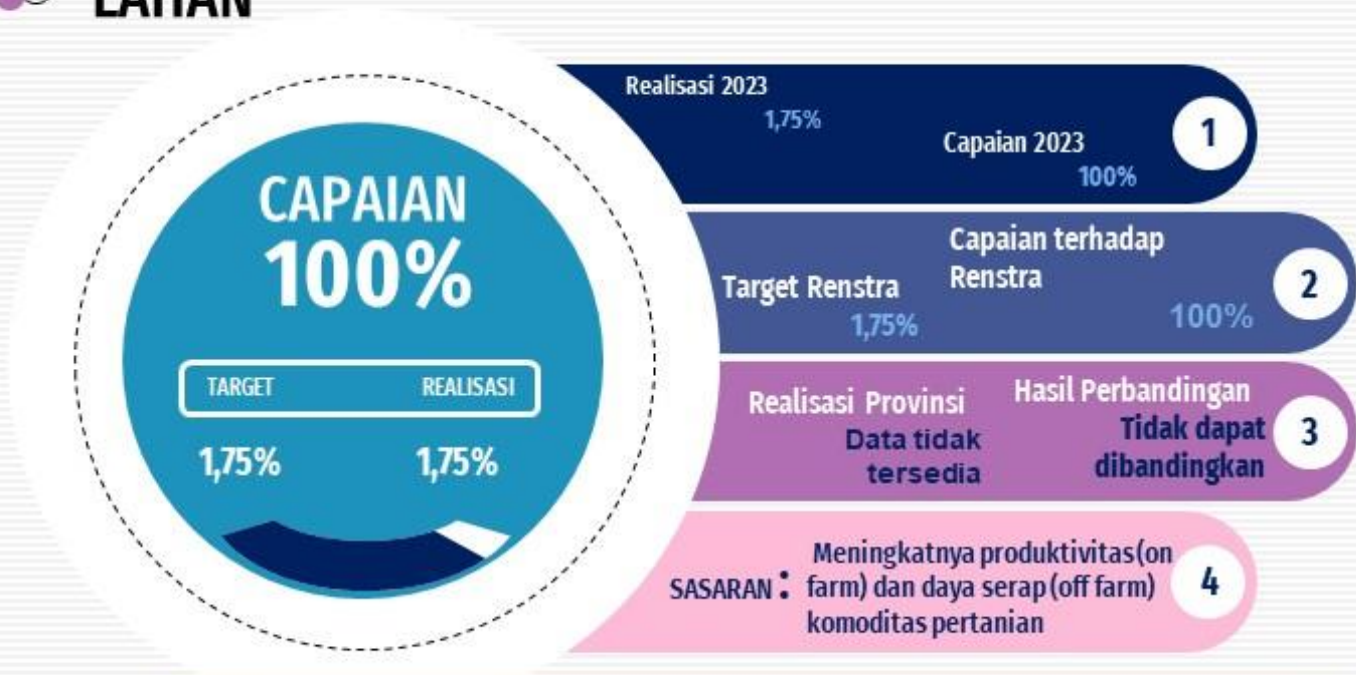 LAHAN
CAPAIAN
100%
TARGET REALISASI
1,75% 1,75%
Realisasi 2023
1,75%
Capaian 2023
100%
1
Target Renstra
1,75%
Capaian terhadap
Renstra
100%
2
Realisasi Provinsi
Data tidak
tersedia
Hasil Perbandingan
Tidak dapat
dibandingkan
3
SASARAN :
Meningkatnya produktivitas(on
farm) dan daya serap (off farm)
komoditas pertanian
4